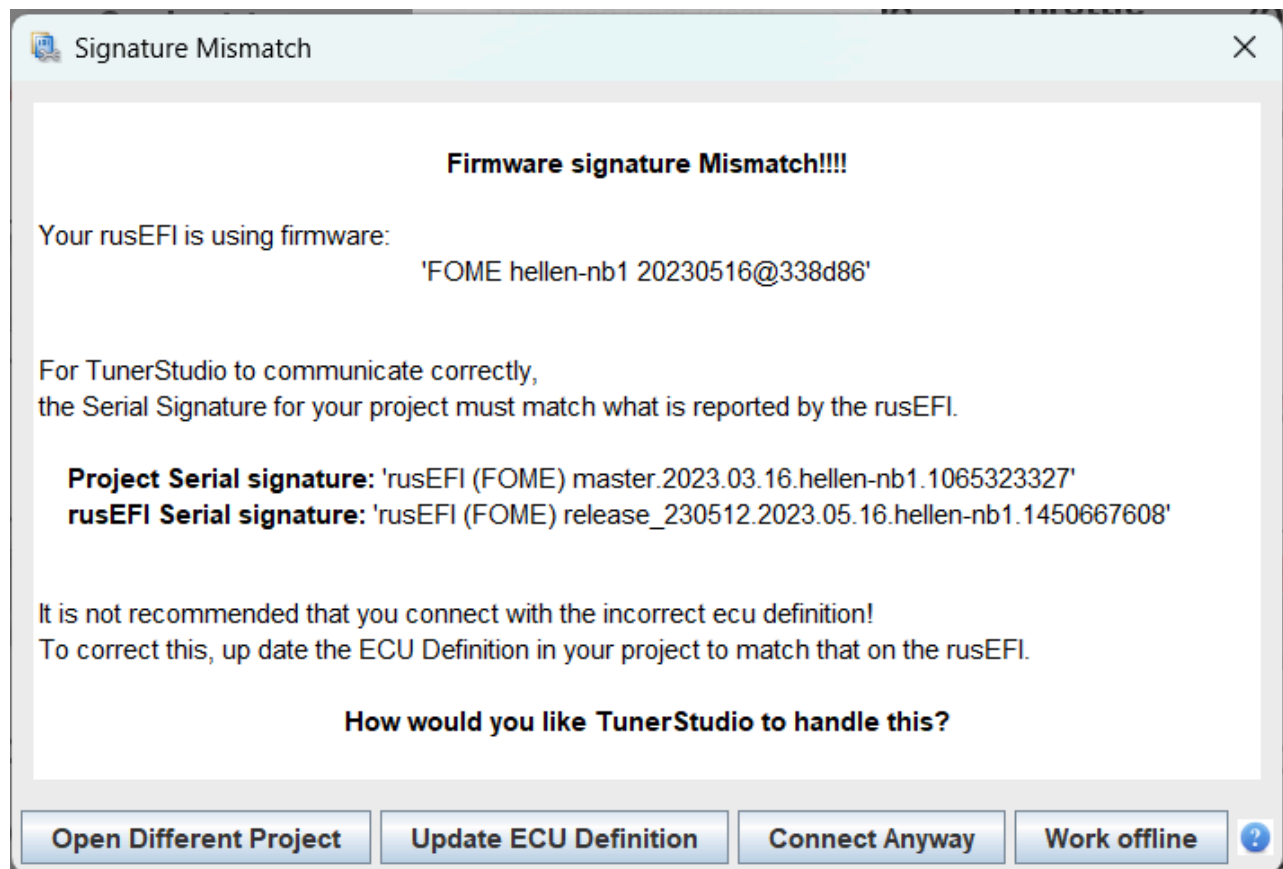 Signature Mismatch
Firmware signature Mismatch!!!!
Your rusEFI is using firmware:
'FOME hellen-nb1 20230516@338d86'
For TunerStudio to communicate correctly,
the Serial Signature for your project must match what is reported by the rusEFI.
Project Serial signature: 'rusEFI (FOME) master.2023.03.16.hellen-nb1.1065323327'
rusEFI Serial signature: 'rusEFI (FOME) release_230512.2023.05.16.hellen-nb1.1450667608'
It is not recommended that you connect with the incorrect ecu definition!
To correct this, up date the ECU Definition in your project to match that on the rusEFI.
How would you like TunerStudio to handle this?
Open Different Project Update ECU Definition Connect Anyway Work offline ?